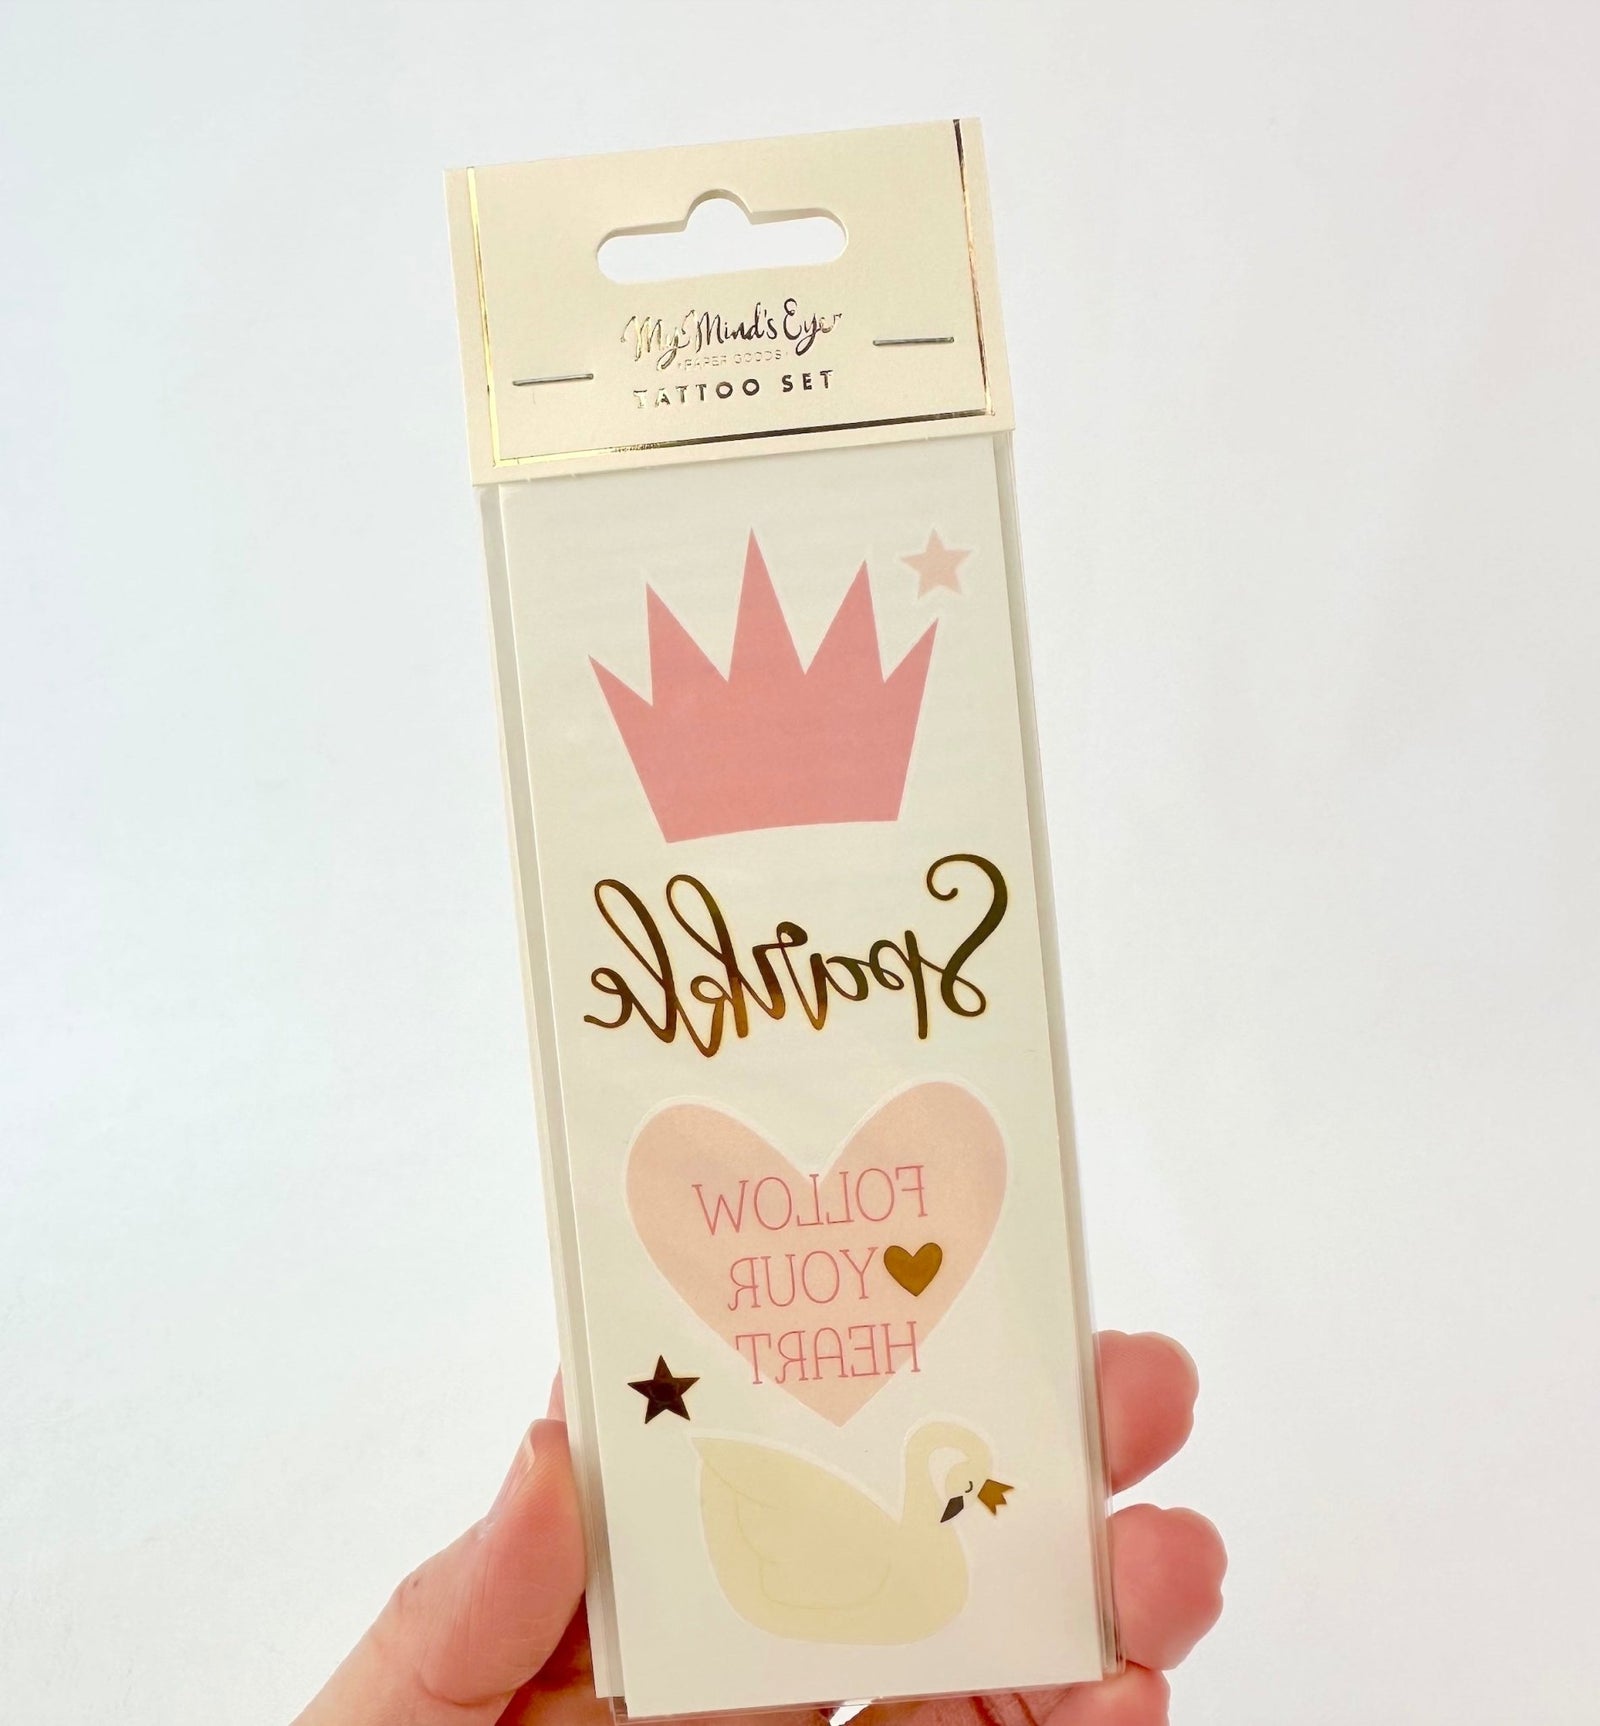 My Mind's Eye
PAPER GOODS
TATTOO SET
Sparkle
FOLLOW
YOUR
HEART